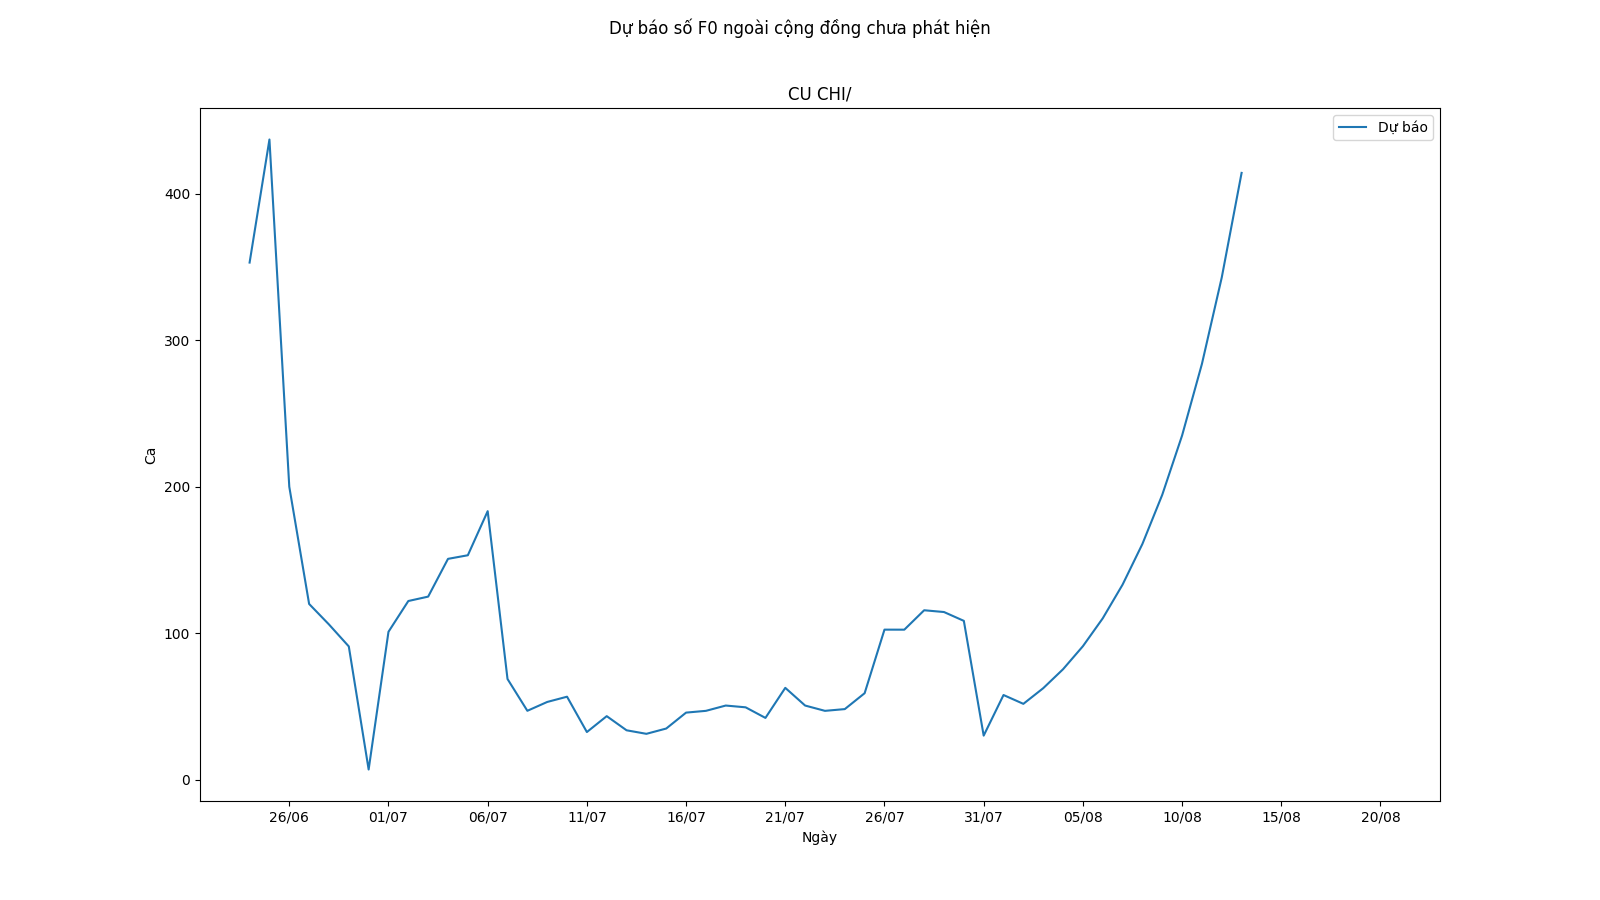 Dự báo số F0 ngoài cộng đồng chưa phát hiện
CU CHI/
Dự báo
400
300
200
100
0
Ca
26/06 01/07 06/07 11/07 16/07 21/07 26/07 31/07 05/08 10/08 15/08 20/08
Ngày